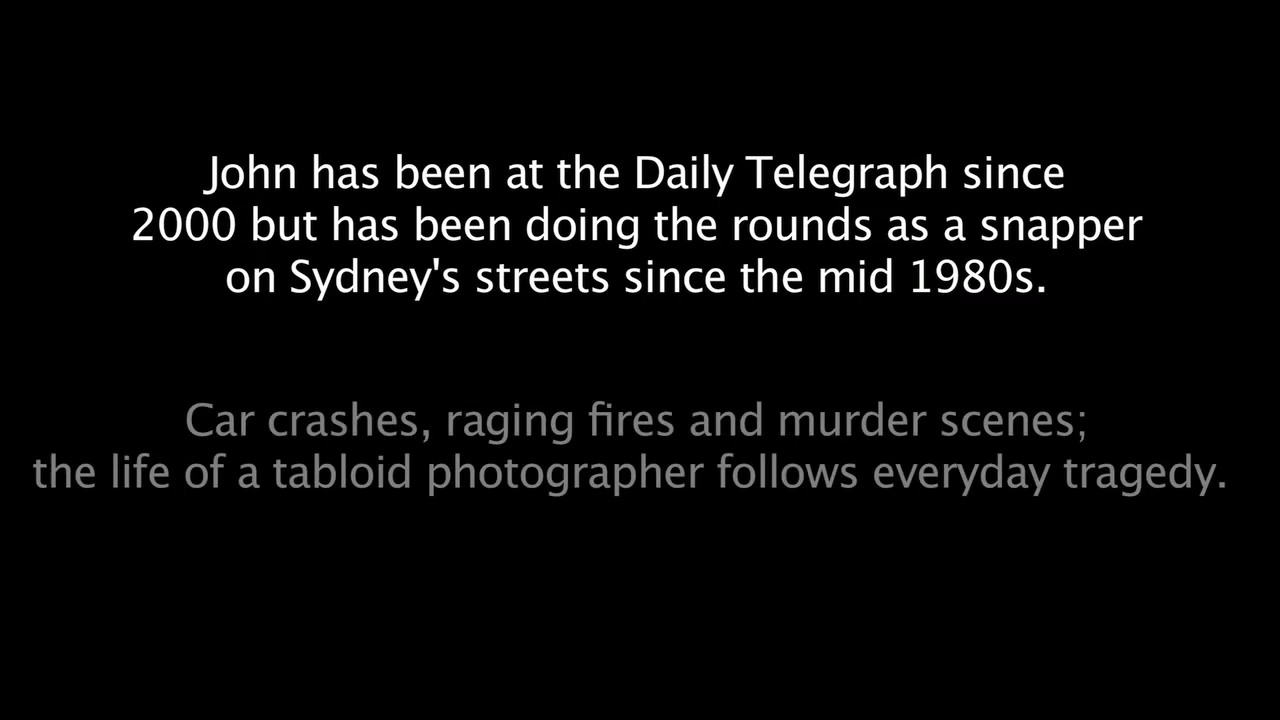 John has been at the Daily Telegraph since
2000 but has been doing the rounds as a snapper
on Sydney's streets since the mid 1980s.
Car crashes, raging fires and murder scenes;
the life of a tabloid photographer follows everyday tragedy.